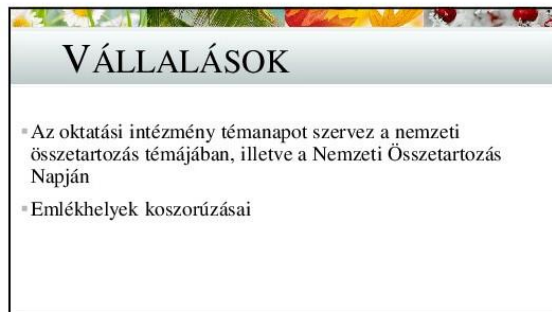 VÁLLALÁSOK
Az oktatási intézmény témanapot szervez a nemzeti
összetartozás témájában, illetve a Nemzeti Összetartozás
Napján
Emlékhelyek koszorúzásai